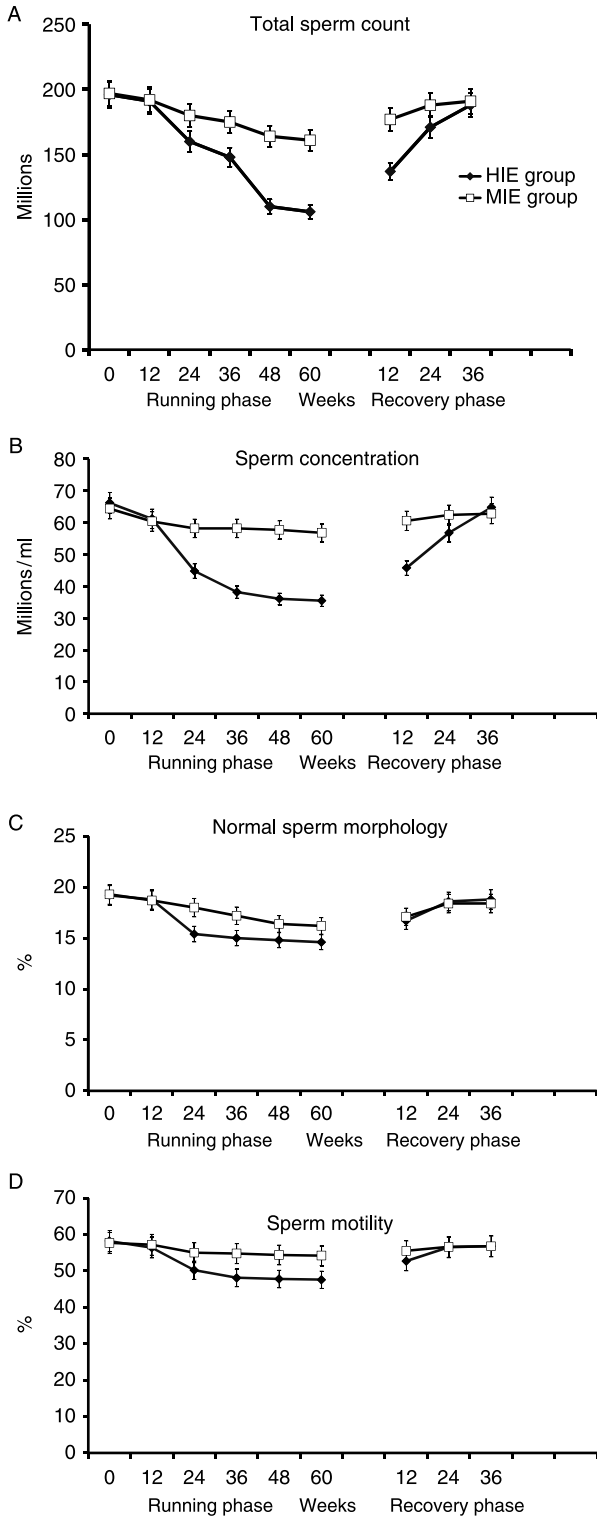 A
Total sperm count
250
200
150
100
50
0
Millions
HIE group
MIE group
0 12 24 36 48 60 12 24 36
Running phase Weeks Recovery phase
B
Sperm concentration
80
70
60
50
40
30
20
10
0
Millions/ml
0 12 24 36 48 60 12 24 36
Running phase Weeks Recovery phase
C
Normal sperm morphology
25
20
15
10
5
0
%
0 12 24 36 48 60 12 24 36
Running phase Weeks Recovery phase
D
Sperm motility
70
60
50
40
30
20
10
0
%
0 12 24 36 48 60 12 24 36
Running phase Weeks Recovery phase